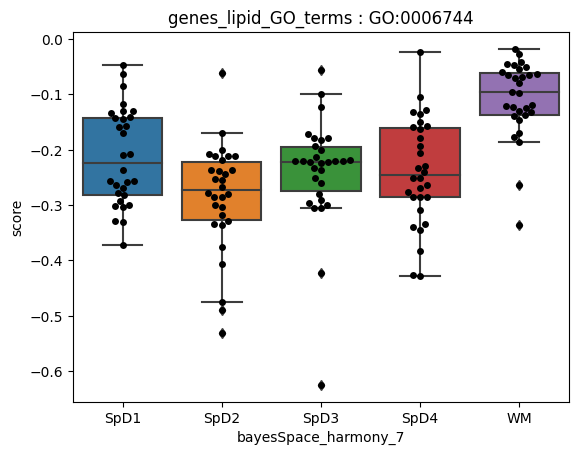 genes_lipid_GO_terms : GO:0006744
0.0
−0.1
−0.2
−0.3
−0.4
−0.5
−0.6
score
SpD1 SpD2 SpD3 SpD4 WM
bayesSpace_harmony_7